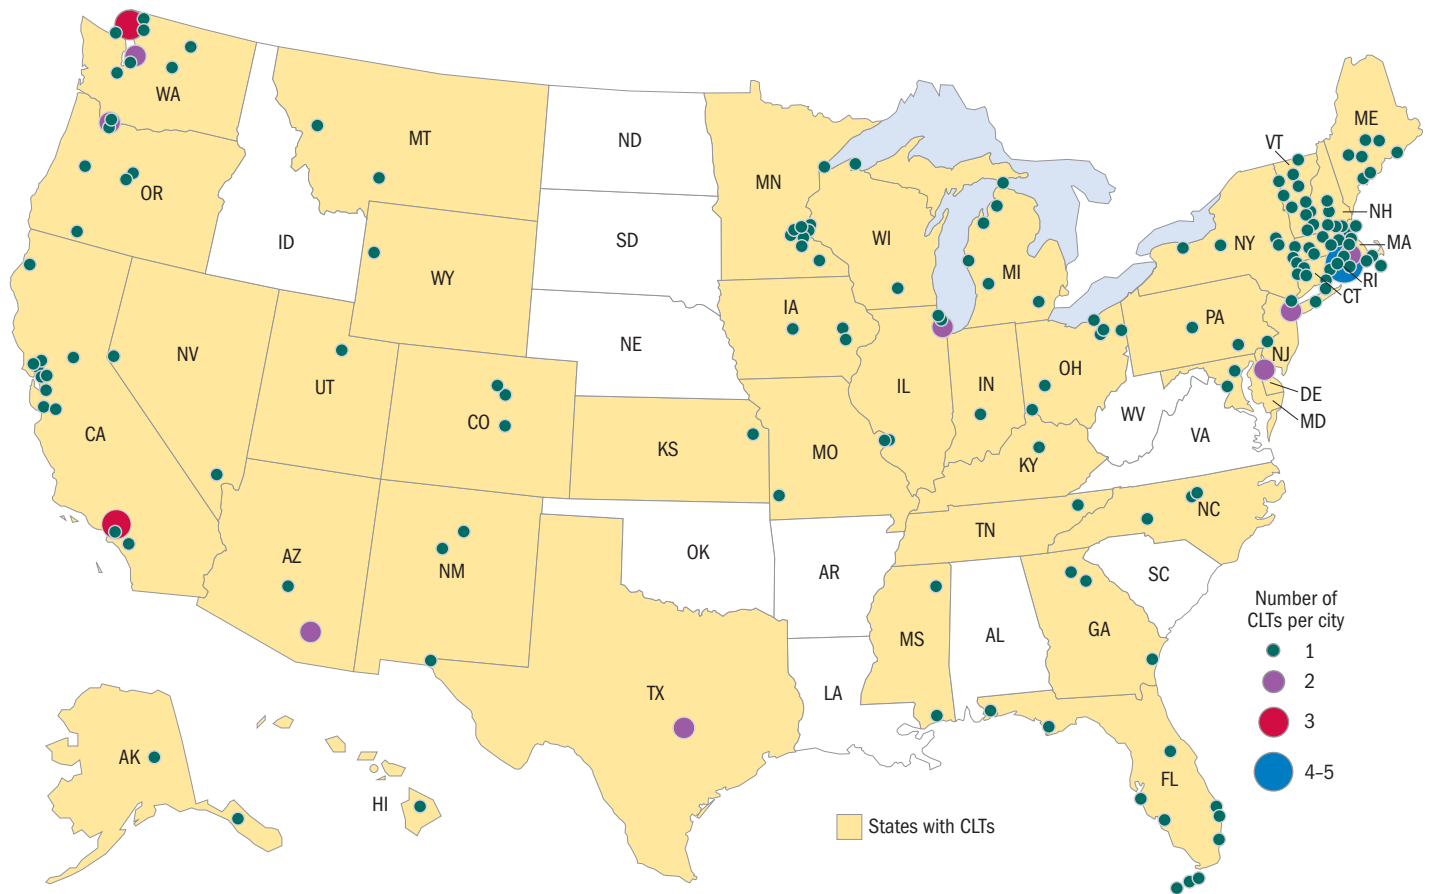 WA
MT
ND
MN
ME
VT
OR
ID
SD
WI
NH
NY
MA
WY
MI
RI
CT
IA
PA
NE
NV
UT
CO
IL
IN
OH
NJ
DE
MD
WV
VA
CA
KS
MO
KY
NC
AZ
NM
OK
AR
TN
SC
MS
AL
GA
TX
LA
FL
AK
HI
Number of
CLTs per city
1
2
3
4–5
States with CLTs